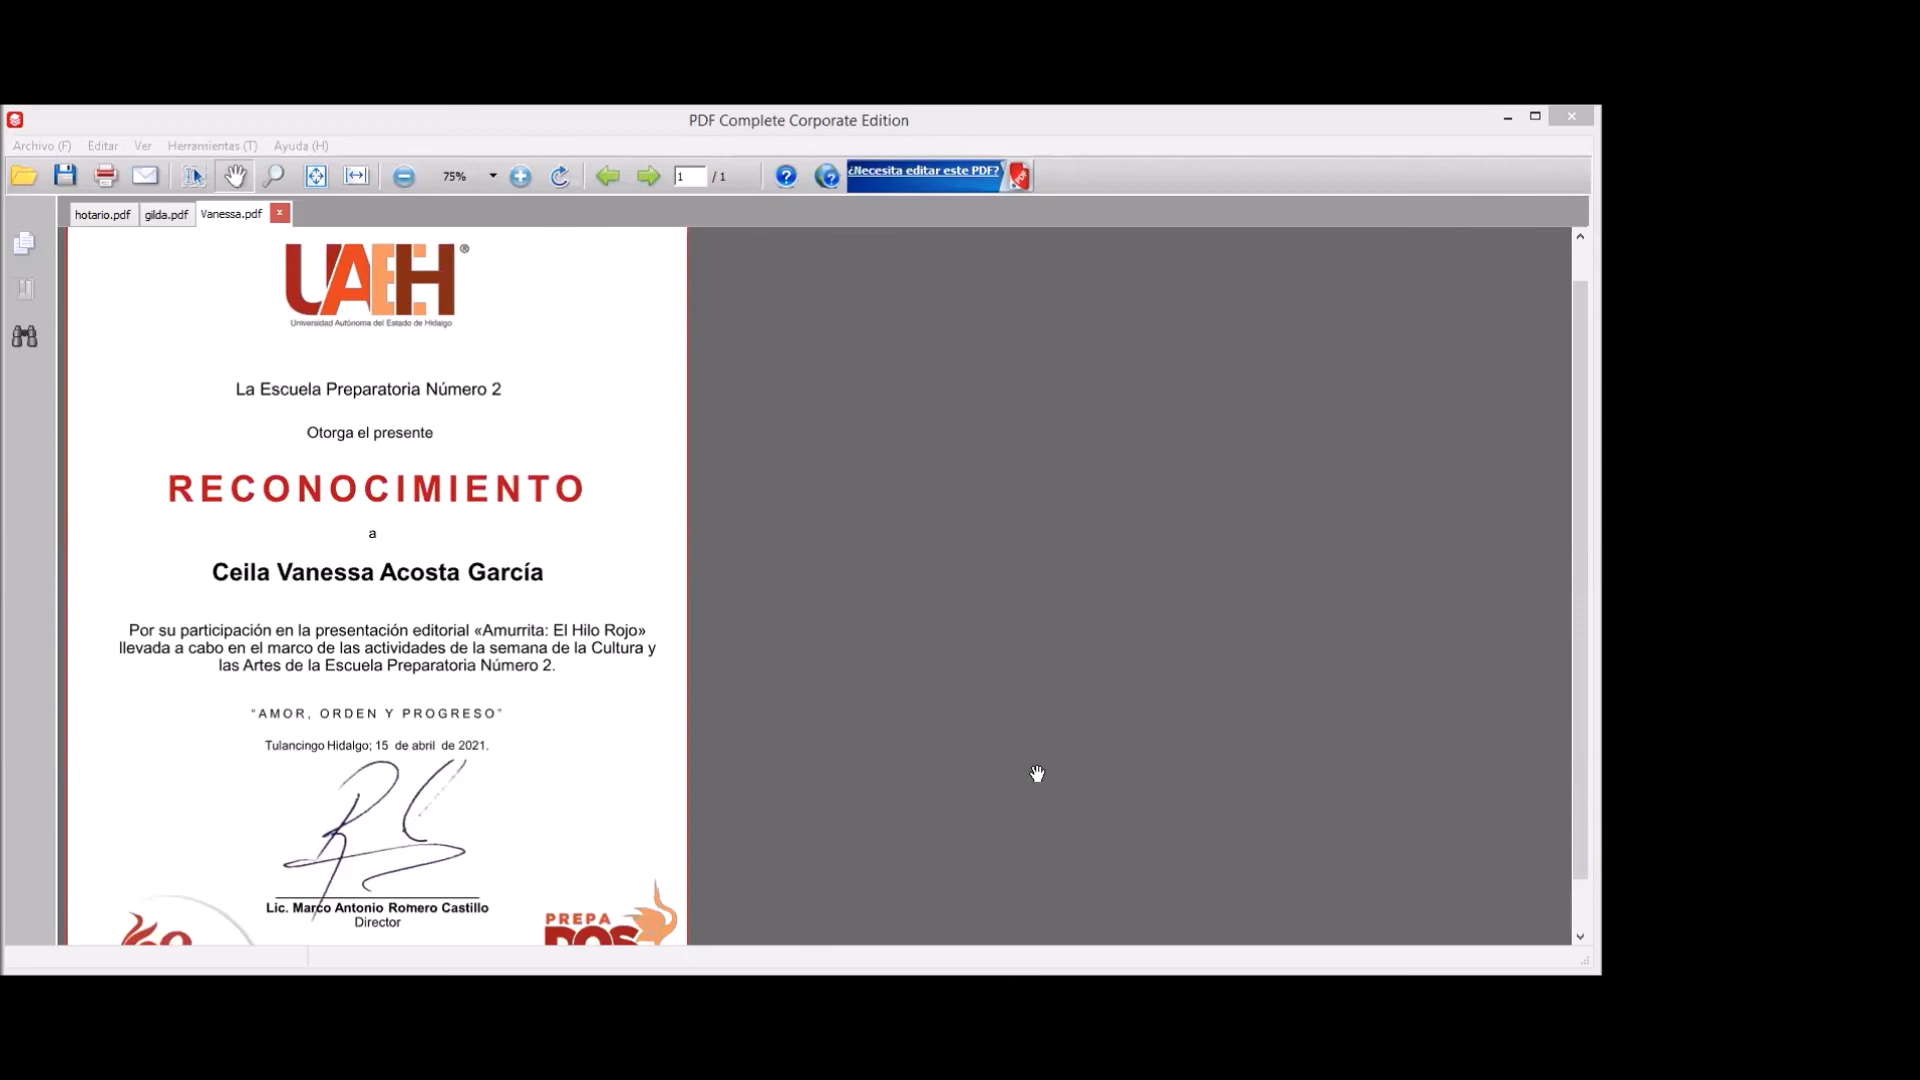 PDF Complete Corporate Edition
Archivo (F) Editar Ver Herramientas (T) Ayuda (H)
75% 1 / 1 ¿Necesita editar este PDF?
hotario.pdf gilda.pdf Vanessa.pdf
UAEH ®
Universidad Autónoma del Estado de Hidalgo
La Escuela Preparatoria Número 2
Otorga el presente
RECONOCIMIENTO
a
Ceila Vanessa Acosta García
Por su participación en la presentación editorial «Amurrita: El Hilo Rojo»
llevada a cabo en el marco de las actividades de la semana de la Cultura y
las Artes de la Escuela Preparatoria Número 2.
"AMOR, ORDEN Y PROGRESO"
Tulancingo Hidalgo; 15 de abril de 2021.
Lic. Marco Antonio Romero Castillo
Director
PREPA
DOS